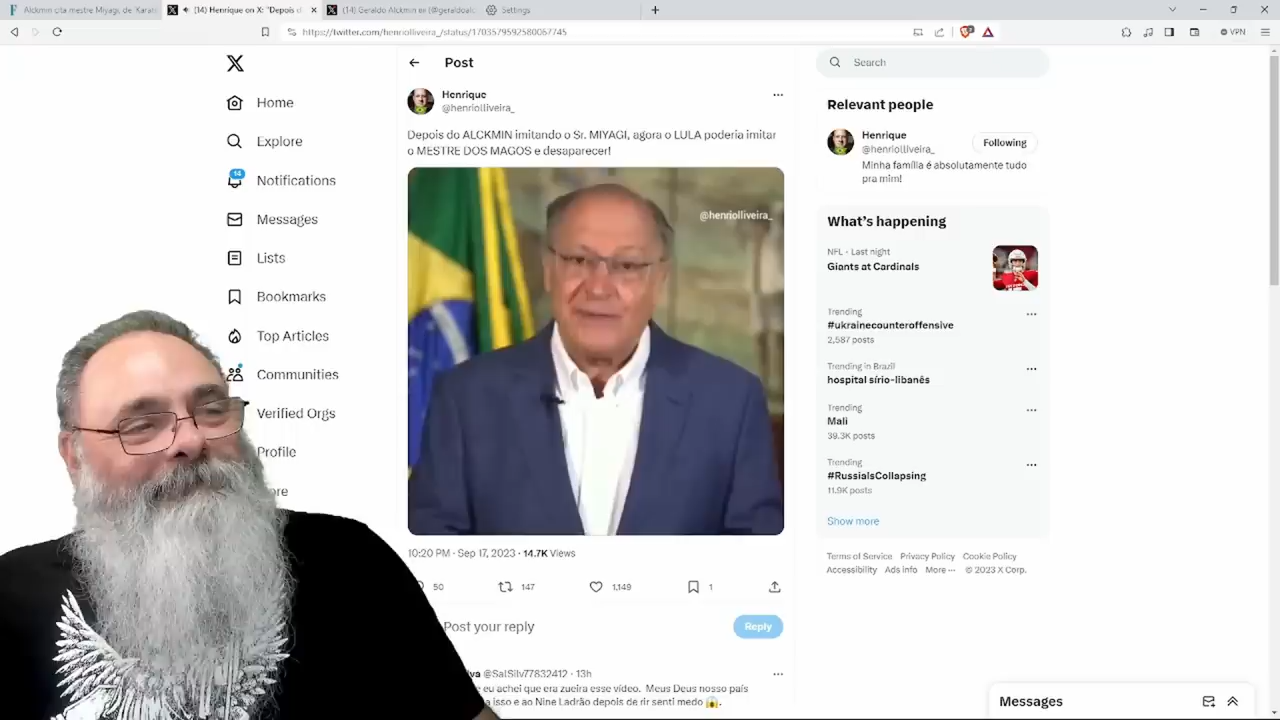 Alckmin cita mestre Miyagi, de 'Karat
(14) Henrique on X: "Depois d
(14) Geraldo Alckmin
Settings
https://twitter.com/henriolliveira_/status/1703579592580067745
VPN
Post
Search
Henrique
@henriolliveira_
Depois do ALCKMIN imitando o Sr. MIYAGI, agora o LULA poderia imitar
o MESTRE DOS MAGOS e desaparecer!
@henriolliveira_
Home
Explore
14
Notifications
Messages
Lists
Bookmarks
Top Articles
Communities
Verified Orgs
Profile
ore
10:20 PM · Sep 17, 2023 · 14.7K Views
50
147
1,149
1
Post your reply
Reply
lva @SalSilv77832412 · 13h
e eu achei que era zueira esse vídeo. Meus Deus nosso país
a isso e ao Nine Ladrão depois de rir senti medo
Relevant people
Henrique
@henriolliveira_
Following
Minha família é absolutamente tudo
pra mim!
What's happening
NFL · Last night
Giants at Cardinals
Trending
#ukrainecounteroffensive
2,587 posts
Trending in Brazil
hospital sírio-libanês
Trending
Mali
39.3K posts
Trending
#RussiaIsCollapsing
11.9K posts
Show more
Terms of Service Privacy Policy Cookie Policy
Accessibility Ads info More ··· © 2023 X Corp.
Messages